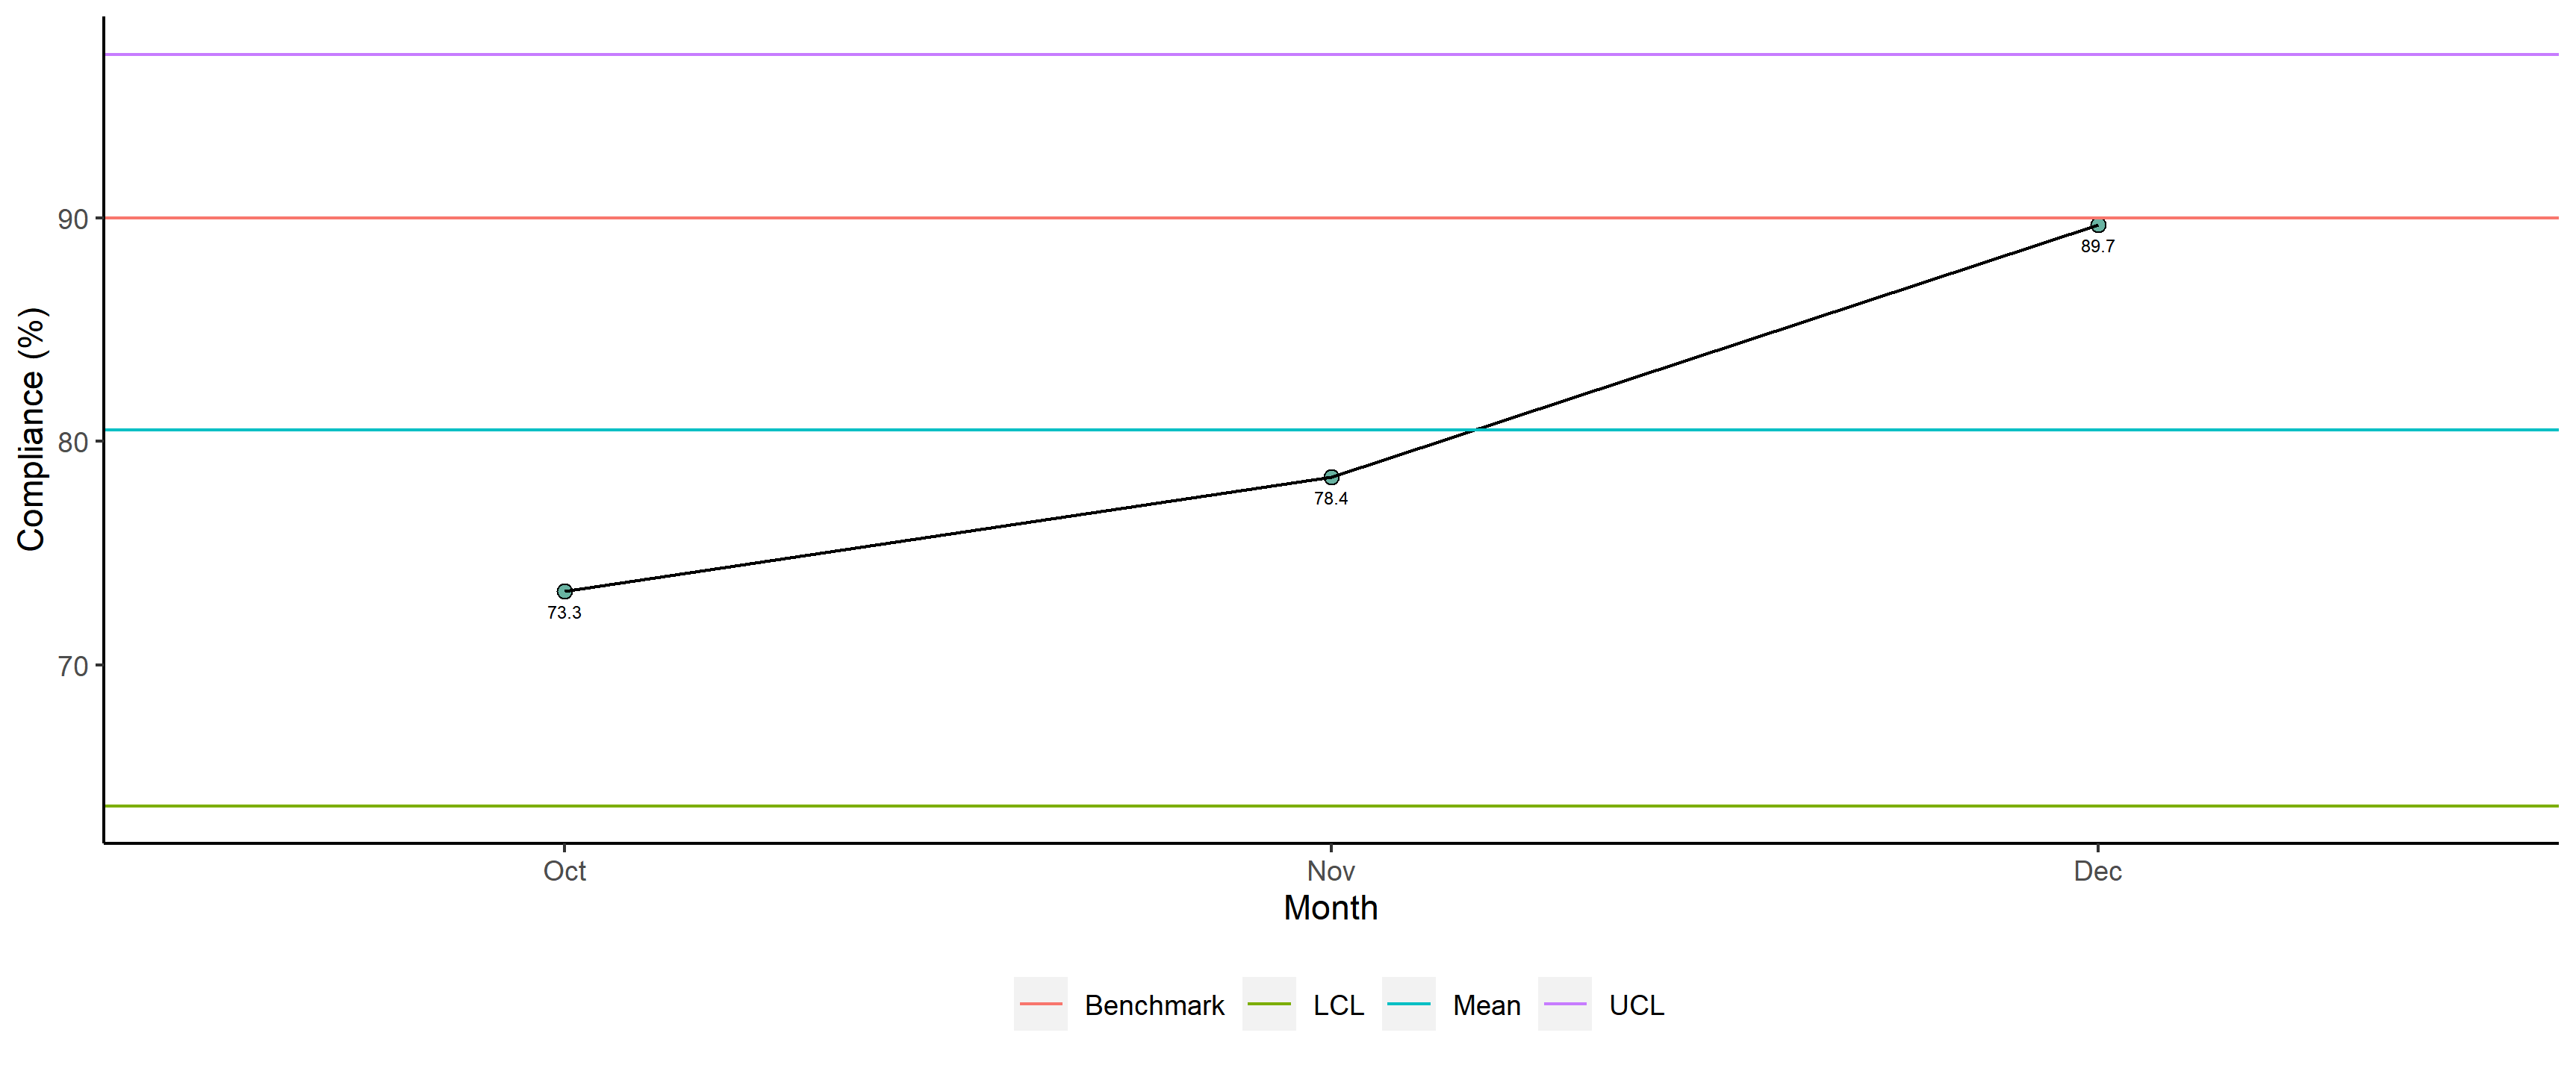 Compliance (%)
90
80
70
89.7
78.4
73.3
Oct Nov Dec
Month
Benchmark LCL Mean UCL